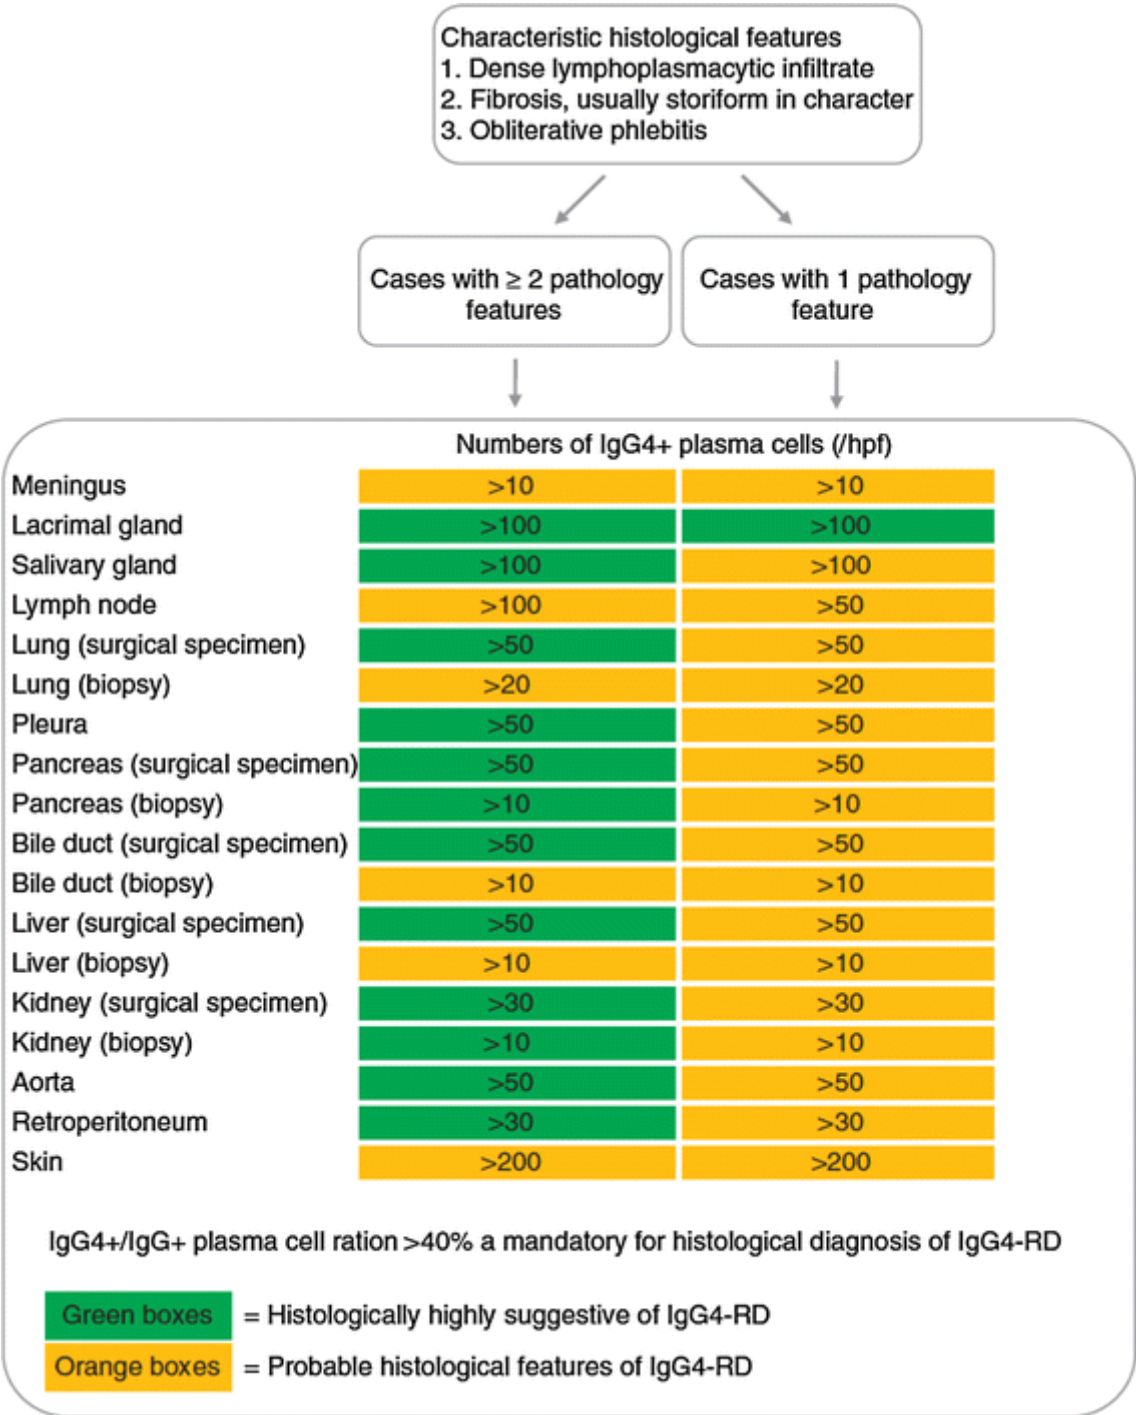 Characteristic histological features
1. Dense lymphoplasmacytic infiltrate
2. Fibrosis, usually storiform in character
3. Obliterative phlebitis
Cases with ≥ 2 pathology
features
Cases with 1 pathology
feature
Numbers of IgG4+ plasma cells (/hpf)
Meningus >10 >10
Lacrimal gland >100 >100
Salivary gland >100 >100
Lymph node >100 >50
Lung (surgical specimen) >50 >50
Lung (biopsy) >20 >20
Pleura >50 >50
Pancreas (surgical specimen) >50 >50
Pancreas (biopsy) >10 >10
Bile duct (surgical specimen) >50 >50
Bile duct (biopsy) >10 >10
Liver (surgical specimen) >50 >50
Liver (biopsy) >10 >10
Kidney (surgical specimen) >30 >30
Kidney (biopsy) >10 >10
Aorta >50 >50
Retroperitoneum >30 >30
Skin >200 >200
IgG4+/IgG+ plasma cell ration >40% a mandatory for histological diagnosis of IgG4-RD
Green boxes = Histologically highly suggestive of IgG4-RD
Orange boxes = Probable histological features of IgG4-RD